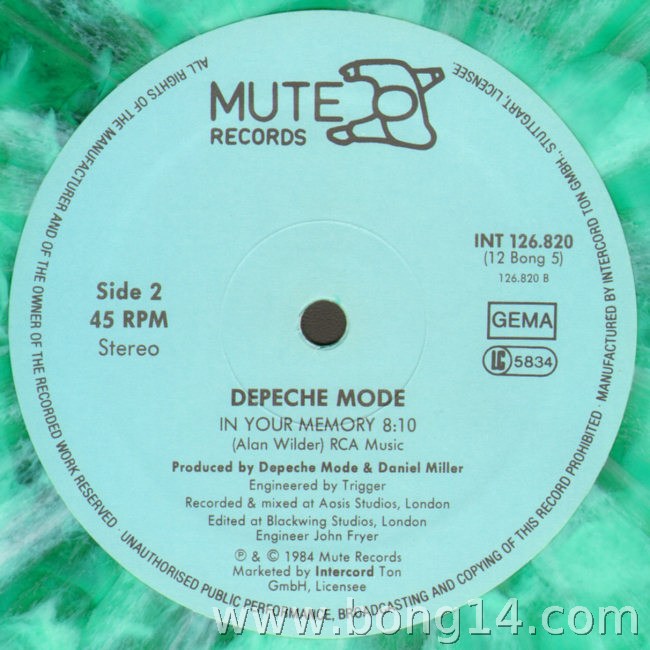 MUTE
RECORDS
INT 126.820
(12 Bong 5)
126.820 B
Side 2
45 RPM
Stereo
GEMA
LC 5834
DEPECHE MODE
IN YOUR MEMORY 8:10
(Alan Wilder) RCA Music
Produced by Depeche Mode & Daniel Miller
Engineered by Trigger
Recorded & mixed at Aosis Studios, London
Edited at Blackwing Studios, London
Engineer John Fryer
℗ & © 1984 Mute Records
Marketed by Intercord Ton
GmbH, Licensee
ALL RIGHTS OF THE MANUFACTURER AND OF THE OWNER OF THE RECORDED WORK RESERVED · UNAUTHORISED PUBLIC PERFORMANCE, BROADCASTING AND COPYING OF THIS RECORD PROHIBITED · MANUFACTURED BY INTERCORD TON GMBH, STUTTGART, LICENSEE.
www.bong14.com